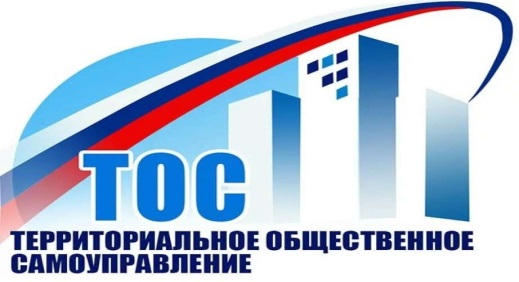 ТОС
ТЕРРИТОРИАЛЬНОЕ ОБЩЕСТВЕННОЕ
САМОУПРАВЛЕНИЕ